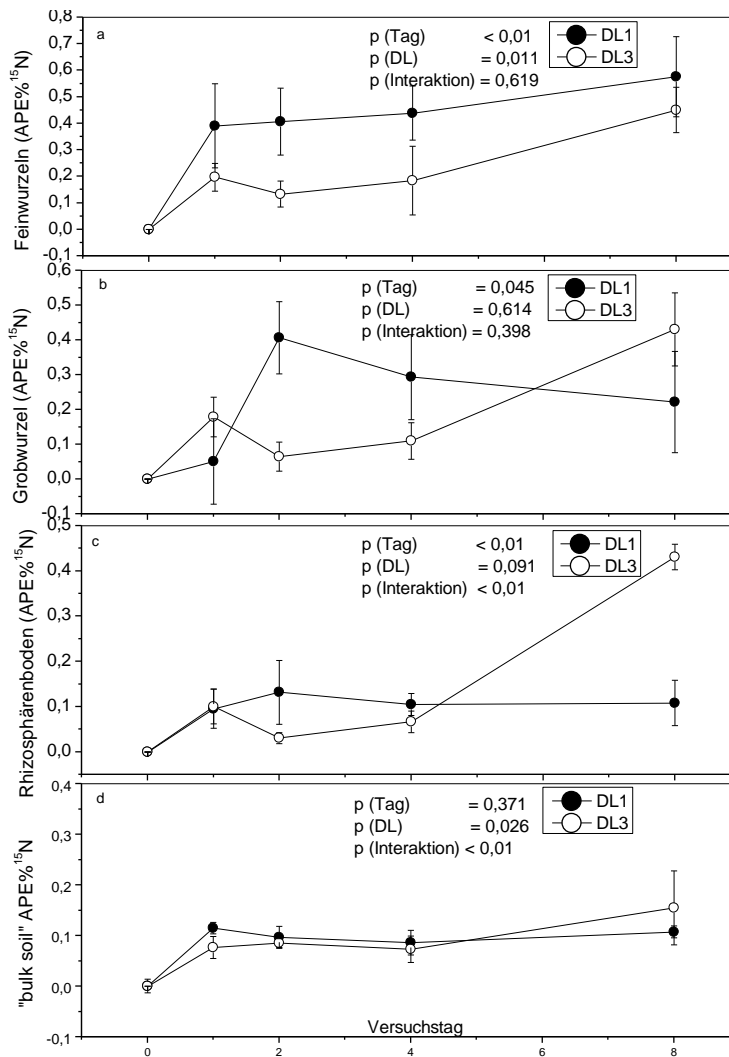 a
p (Tag) < 0,01
p (DL) = 0,011
p (Interaktion) = 0,619
DL1
DL3
0,8
0,7
0,6
0,5
0,4
0,3
0,2
0,1
0,0
-0,1
Feinwurzeln (APE%¹⁵N)
b
p (Tag) = 0,045
p (DL) = 0,614
p (Interaktion) = 0,398
DL1
DL3
0,6
0,5
0,4
0,3
0,2
0,1
0,0
-0,1
Grobwurzel (APE%¹⁵N)
c
p (Tag) < 0,01
p (DL) = 0,091
p (Interaktion) < 0,01
DL1
DL3
0,5
0,4
0,3
0,2
0,1
0,0
Rhizosphärenboden (APE%¹⁵N)
d
p (Tag) = 0,371
p (DL) = 0,026
p (Interaktion) < 0,01
DL1
DL3
0,4
0,3
0,2
0,1
0,0
-0,1
"bulk soil" APE%¹⁵N
Versuchstag
0 2 4 6 8